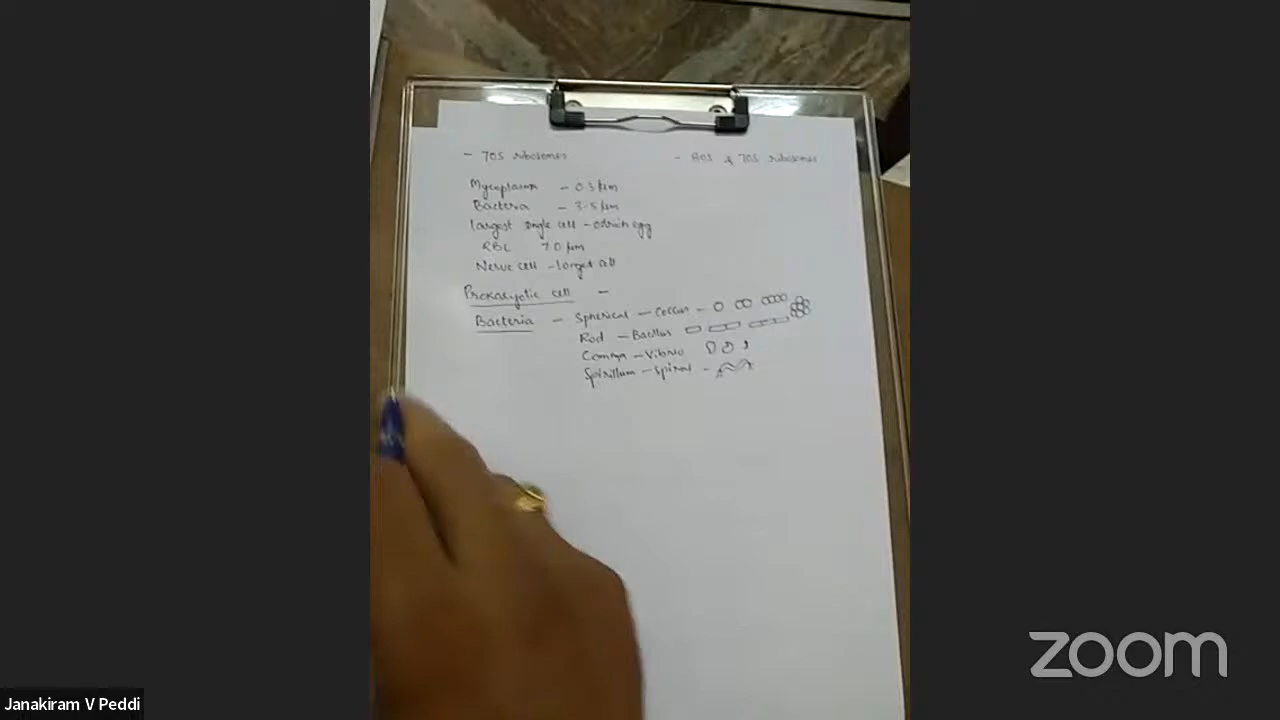 - 70S ribosomes - 80S & 70S ribosomes
Mycoplasma - 0.3 μm
Bacteria - 3-5 μm
largest single cell - ostrich egg
RBC 7.0 μm
Nerve cell - longest cell
Prokaryotic cell -
Bacteria - Spherical - Coccus -
Rod - Bacillus
Comma - Vibrio
Spirillum - Spiral -
zoom
Janakiram V Peddi